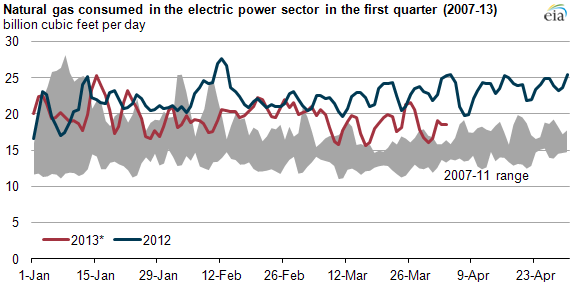 Natural gas consumed in the electric power sector in the first quarter (2007-13)
billion cubic feet per day
eia
30
25
20
15
10
5
0
2007-11 range
2013* 2012
1-Jan 15-Jan 29-Jan 12-Feb 26-Feb 12-Mar 26-Mar 9-Apr 23-Apr